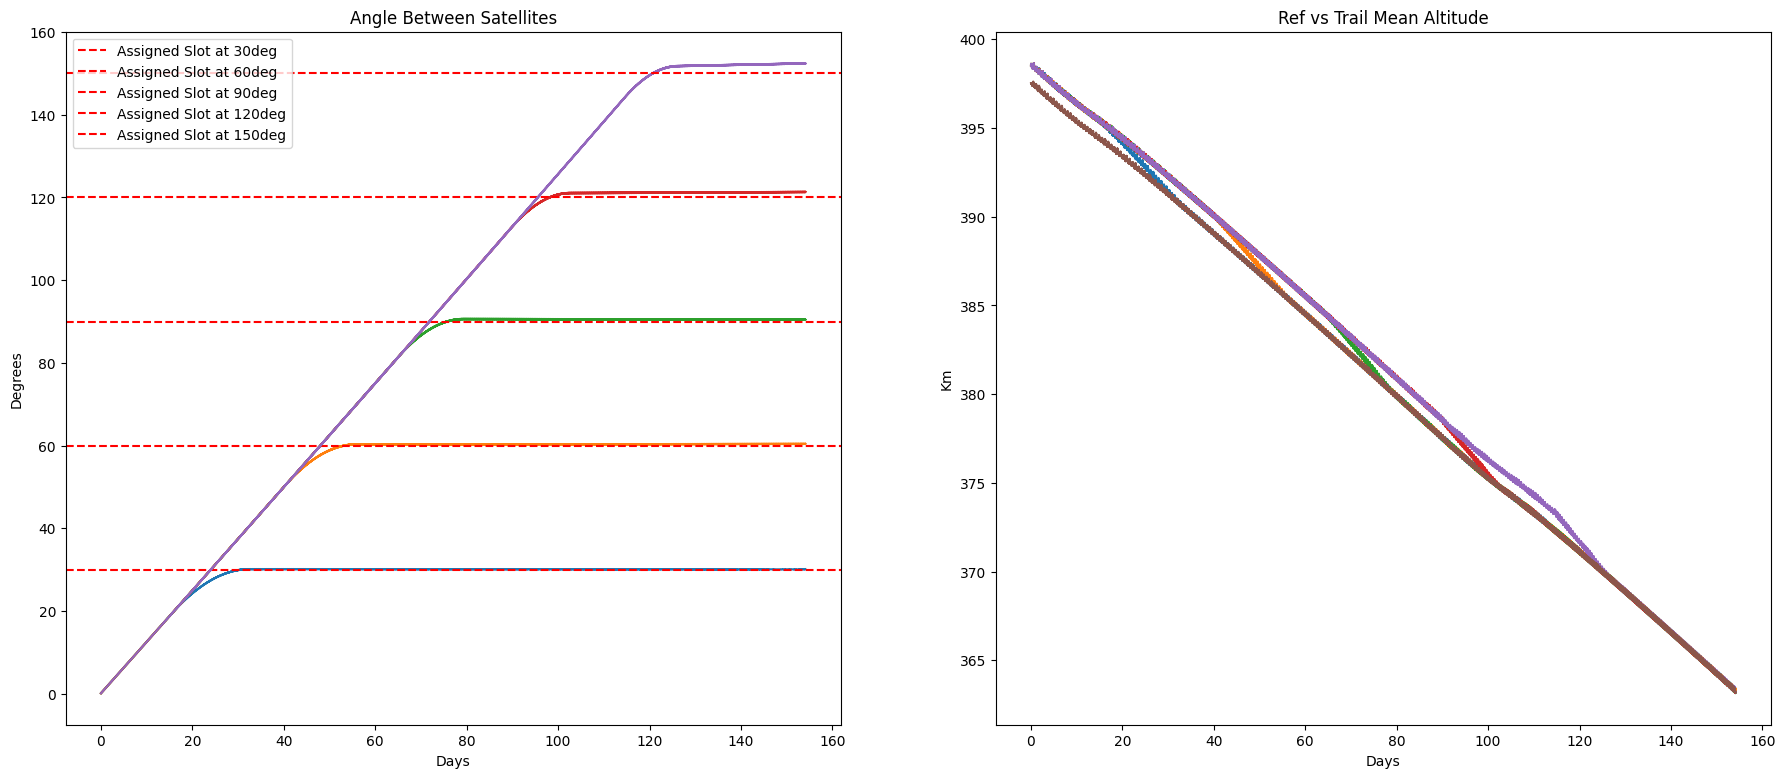 Angle Between Satellites
Assigned Slot at 30deg
Assigned Slot at 60deg
Assigned Slot at 90deg
Assigned Slot at 120deg
Assigned Slot at 150deg
160
140
120
100
80
60
40
20
0
Degrees
0 20 40 60 80 100 120 140 160
Days
Ref vs Trail Mean Altitude
400
395
390
385
380
375
370
365
Km
0 20 40 60 80 100 120 140 160
Days